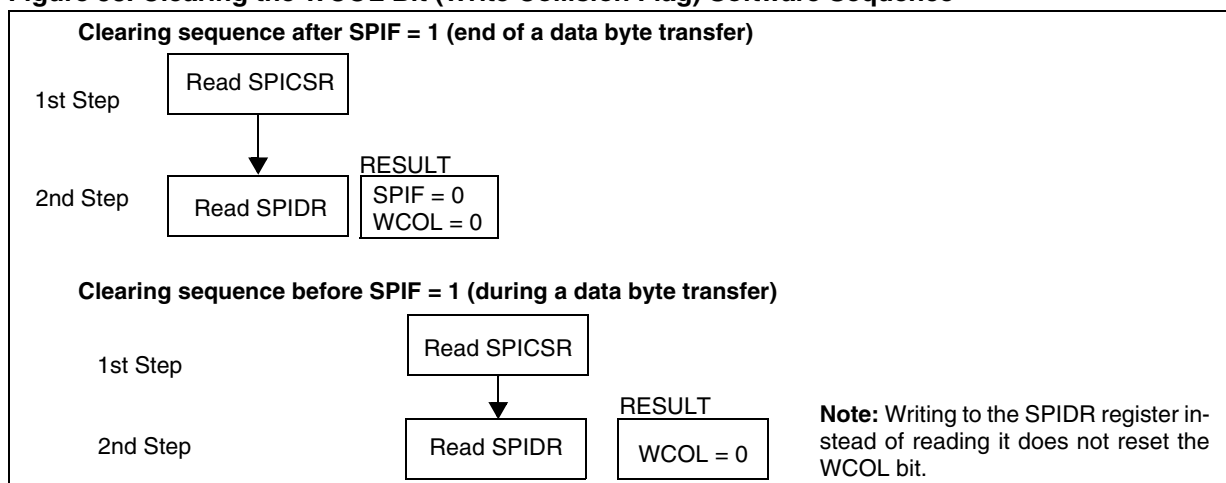 Clearing sequence after SPIF = 1 (end of a data byte transfer)
1st Step
Read SPICSR
RESULT
2nd Step
Read SPIDR
SPIF = 0
WCOL = 0
Clearing sequence before SPIF = 1 (during a data byte transfer)
1st Step
Read SPICSR
RESULT
2nd Step
Read SPIDR
WCOL = 0
Note: Writing to the SPIDR register in-
stead of reading it does not reset the
WCOL bit.